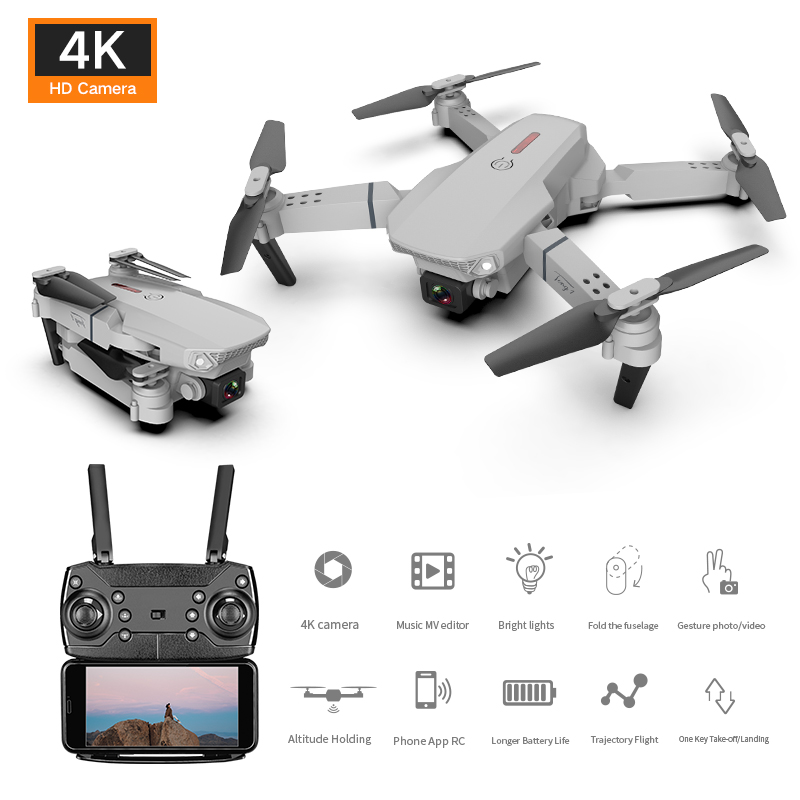 4K
HD Camera
4K camera
Music MV editor
Bright lights
Fold the fuselage
Gesture photo/video
Altitude Holding
Phone App RC
Longer Battery Life
Trajectory Flight
One Key Take-off/Landing